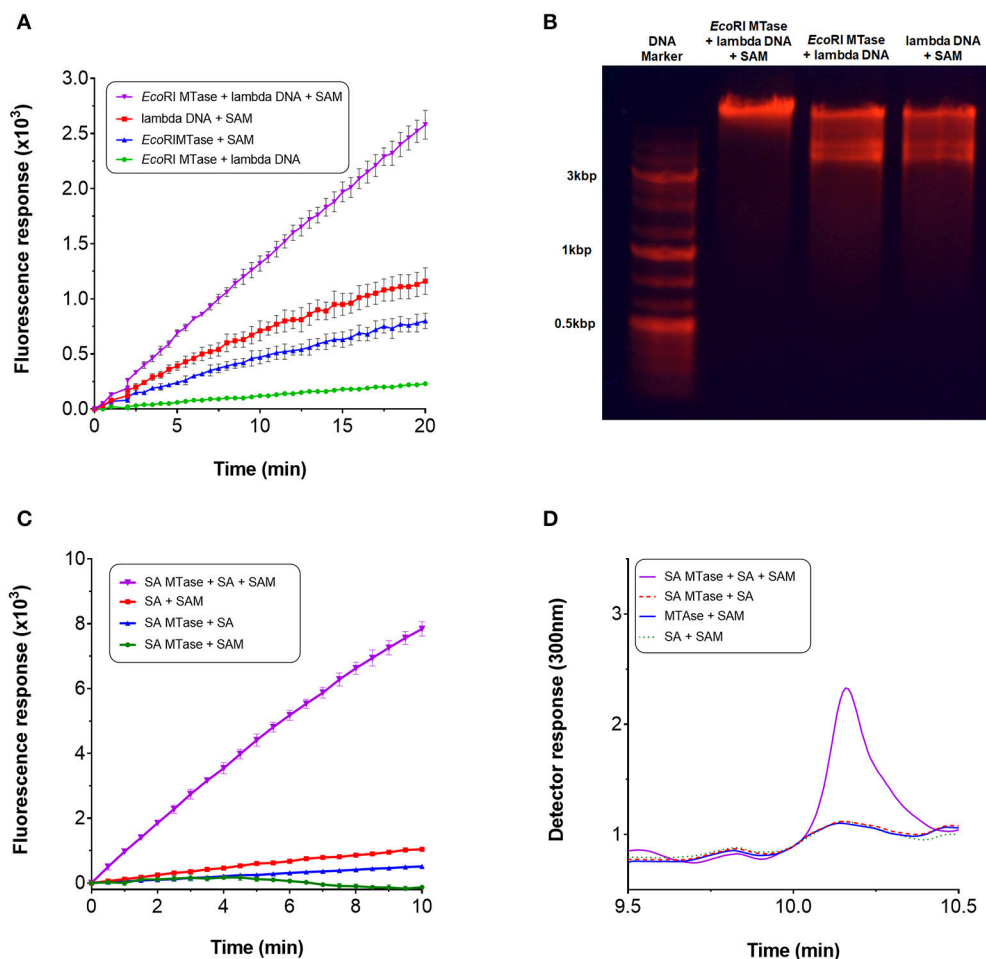 A
Fluorescence response (x10³)
3.0
2.5
2.0
1.5
1.0
0.5
0.0
EcoRI MTase + lambda DNA + SAM
lambda DNA + SAM
EcoRIMTase + SAM
EcoRI MTase + lambda DNA
0
5
10
15
20
Time (min)
B
DNA
Marker
EcoRI MTase
+ lambda DNA
+ SAM
EcoRI MTase
+ lambda DNA
lambda DNA
+ SAM
3kbp
1kbp
0.5kbp
C
Fluorescence response (x10³)
10
8
6
4
2
0
SA MTase + SA + SAM
SA + SAM
SA MTase + SA
SA MTase + SAM
0
2
4
6
8
10
Time (min)
D
Detector response (300nm)
3
2
1
SA MTase + SA + SAM
SA MTase + SA
MTAse + SAM
SA + SAM
9.5
10.0
10.5
Time (min)